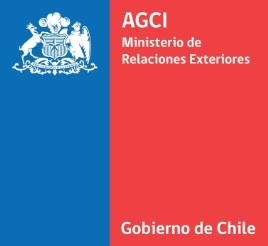 AGCI
Ministerio de
Relaciones Exteriores
Gobierno de Chile